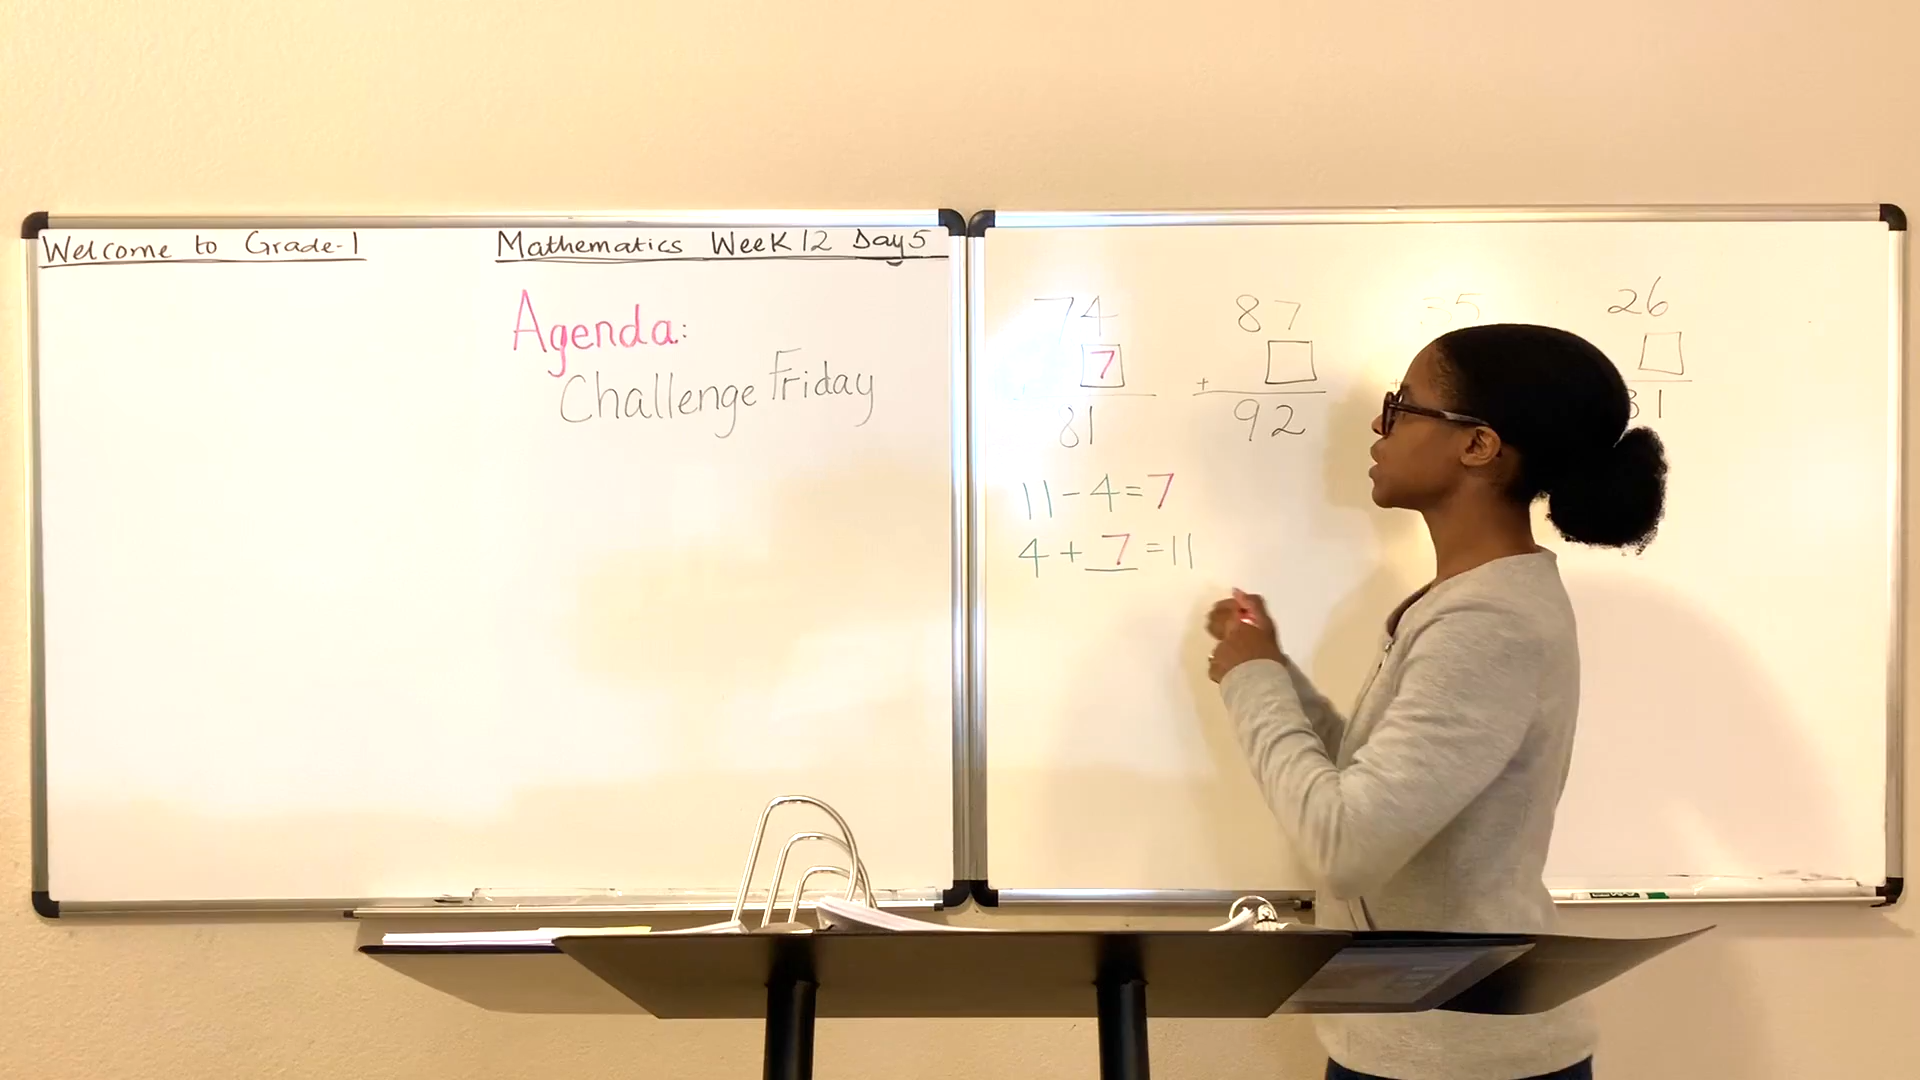 Welcome to Grade-1
Mathematics Week 12 Day 5
Agenda:
Challenge Friday
74
7
81
11-4=7
4+7=11
87
+
92
26